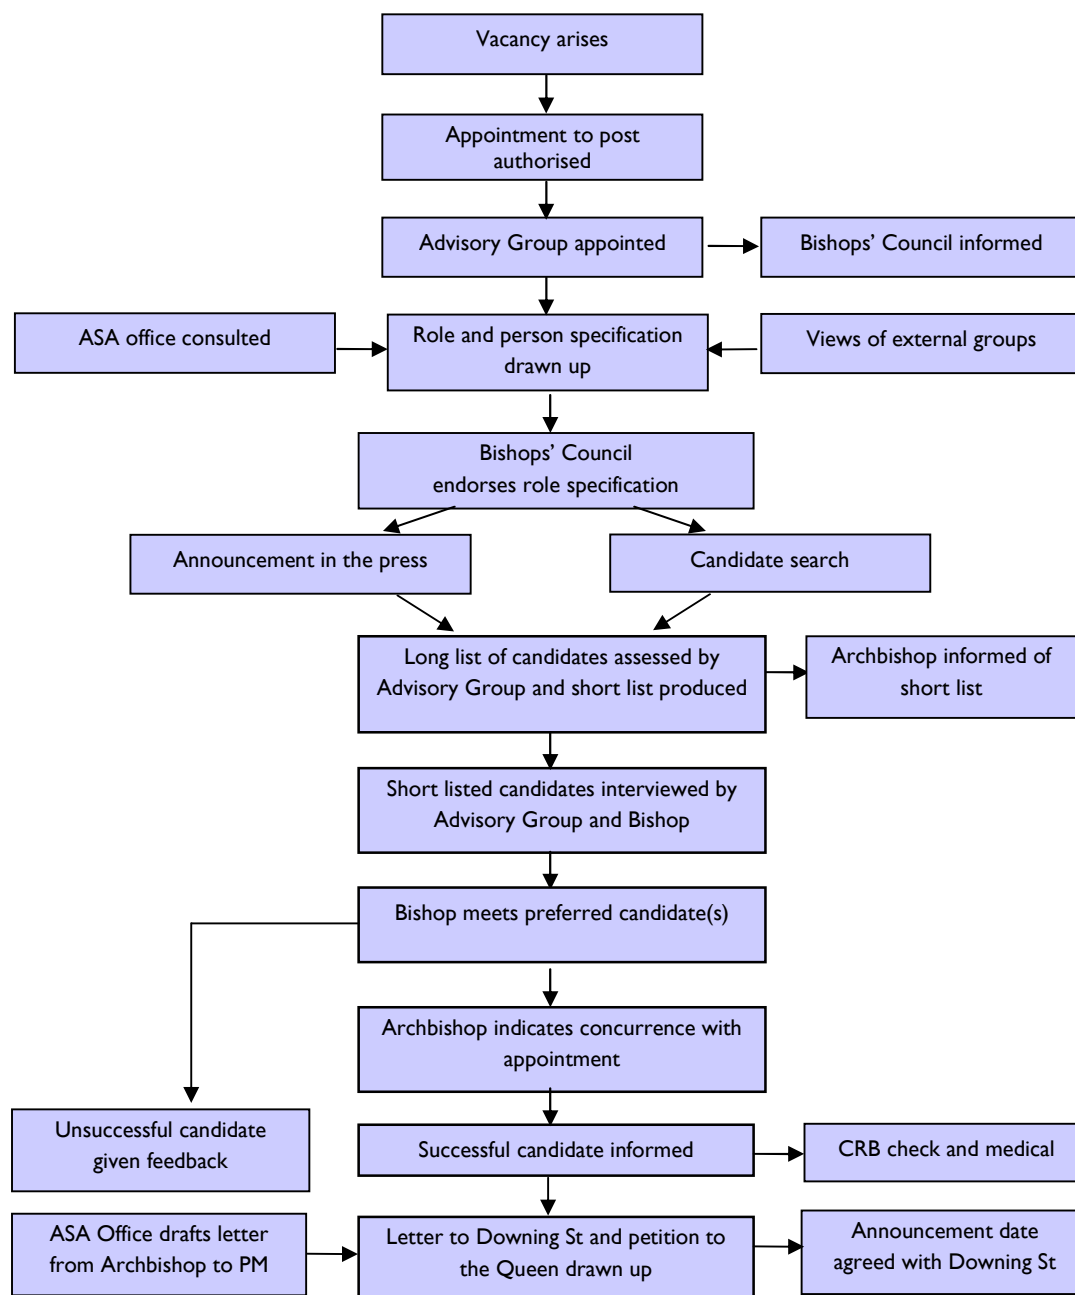 Vacancy arises
Appointment to post
authorised
Advisory Group appointed
Bishops’ Council informed
ASA office consulted
Role and person specification
drawn up
Views of external groups
Bishops’ Council
endorses role specification
Announcement in the press
Candidate search
Long list of candidates assessed by
Advisory Group and short list produced
Archbishop informed of
short list
Short listed candidates interviewed by
Advisory Group and Bishop
Bishop meets preferred candidate(s)
Archbishop indicates concurrence with
appointment
Unsuccessful candidate
given feedback
Successful candidate informed
CRB check and medical
ASA Office drafts letter
from Archbishop to PM
Letter to Downing St and petition to
the Queen drawn up
Announcement date
agreed with Downing St